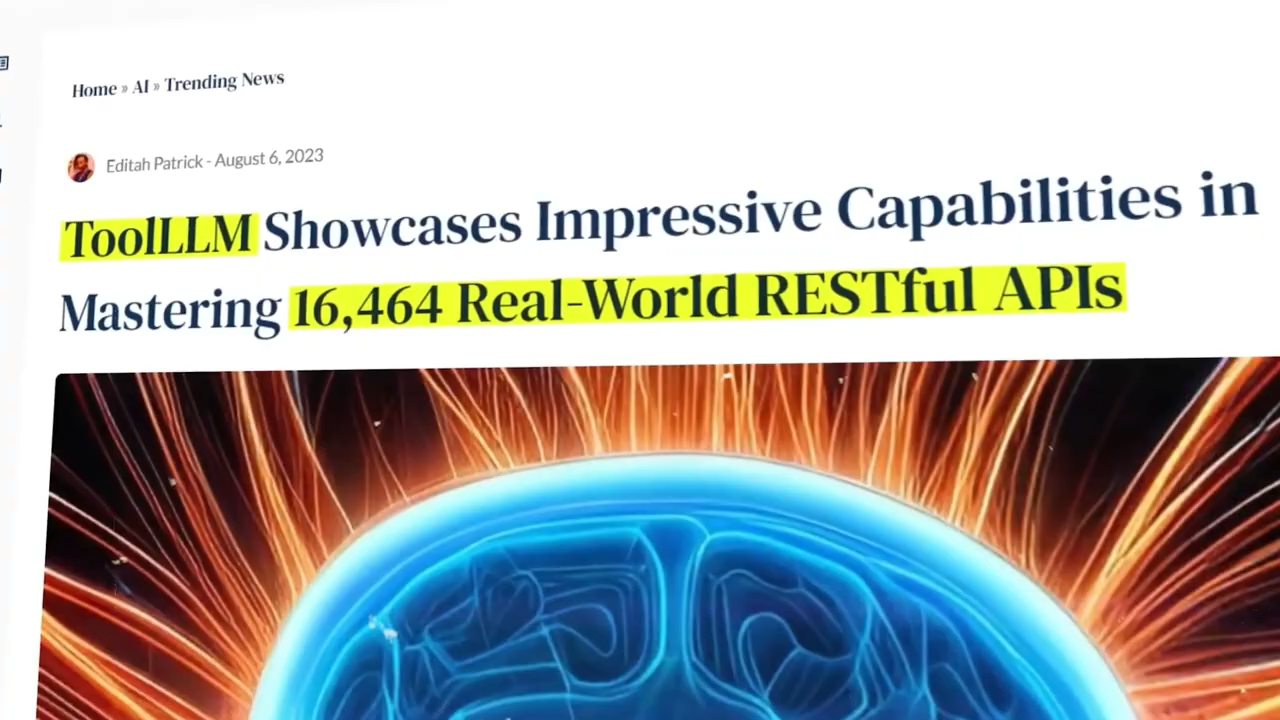 Home » AI » Trending News
Editah Patrick - August 6, 2023
ToolLLM Showcases Impressive Capabilities in
Mastering 16,464 Real-World RESTful APIs